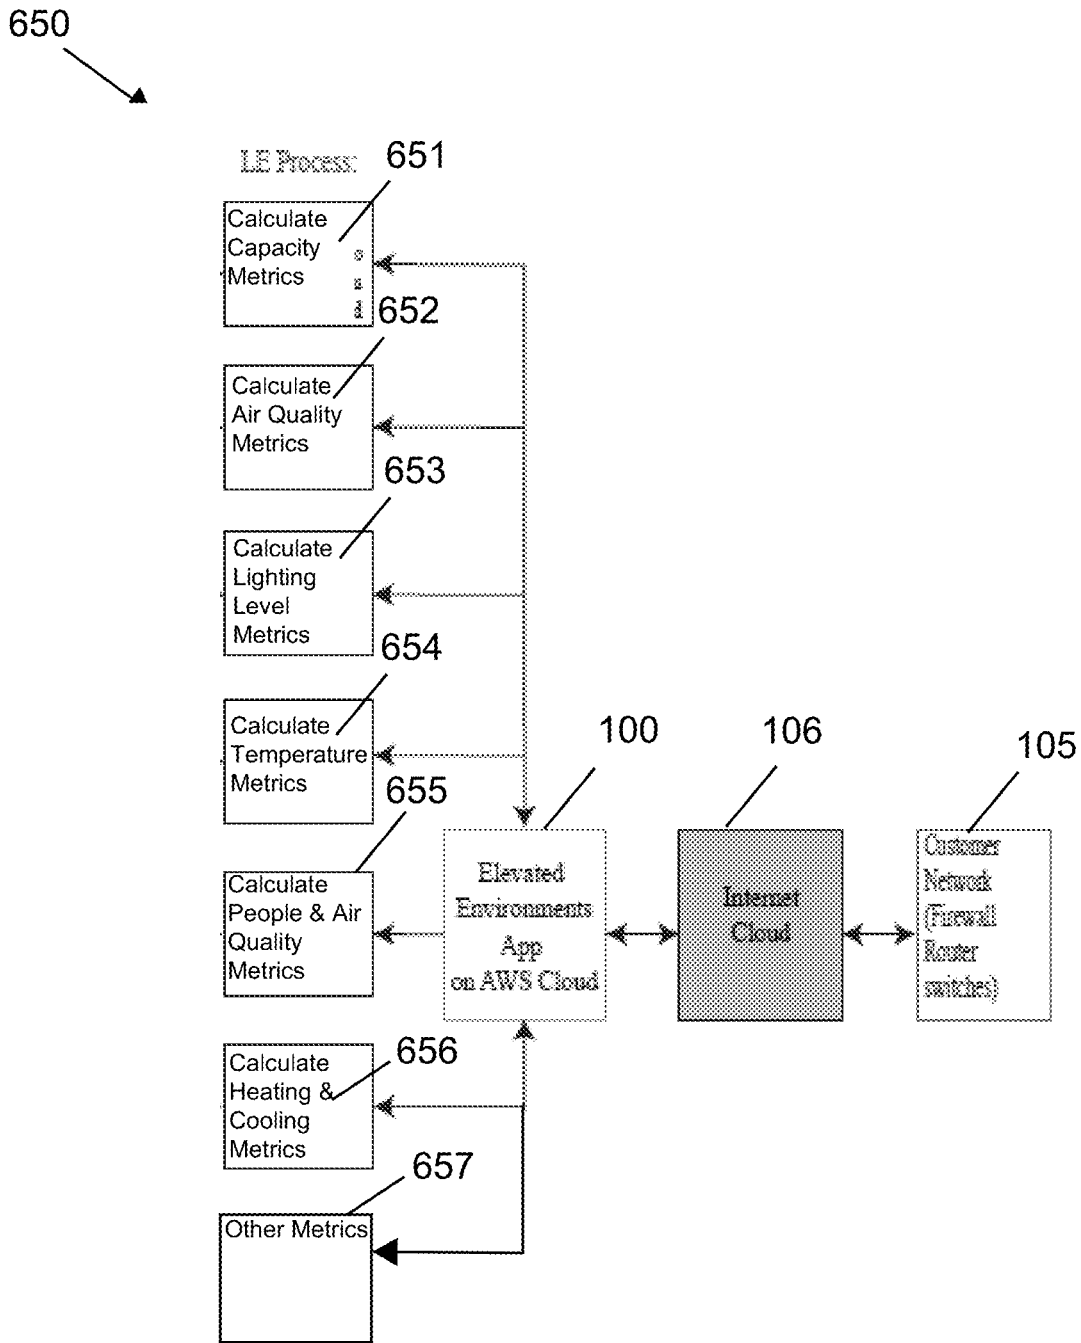 650
LE Process:
651
Calculate
Capacity
Metrics
652
Calculate
Air Quality
Metrics
653
Calculate
Lighting
Level
Metrics
654
Calculate
Temperature
Metrics
655
Calculate
People & Air
Quality
Metrics
656
Calculate
Heating &
Cooling
Metrics
657
Other Metrics
100
Elevated
Environments
App
on AWS Cloud
106
Internet
Cloud
105
Customer
Network
(Firewall
Router
switches)